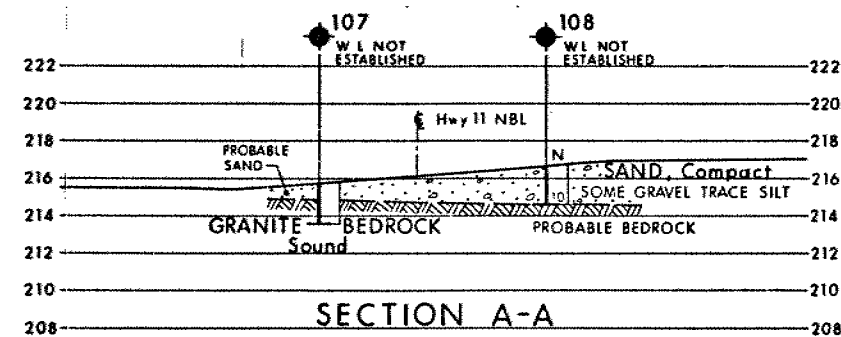 107
W L NOT
ESTABLISHED
108
W L NOT
ESTABLISHED
222
222
220
220
℄ Hwy 11 NBL
218
218
PROBABLE
SAND
N
SAND, Compact
216
216
10
SOME GRAVEL TRACE SILT
214
214
GRANITE BEDROCK
Sound
PROBABLE BEDROCK
212
212
210
210
SECTION A-A
208
208